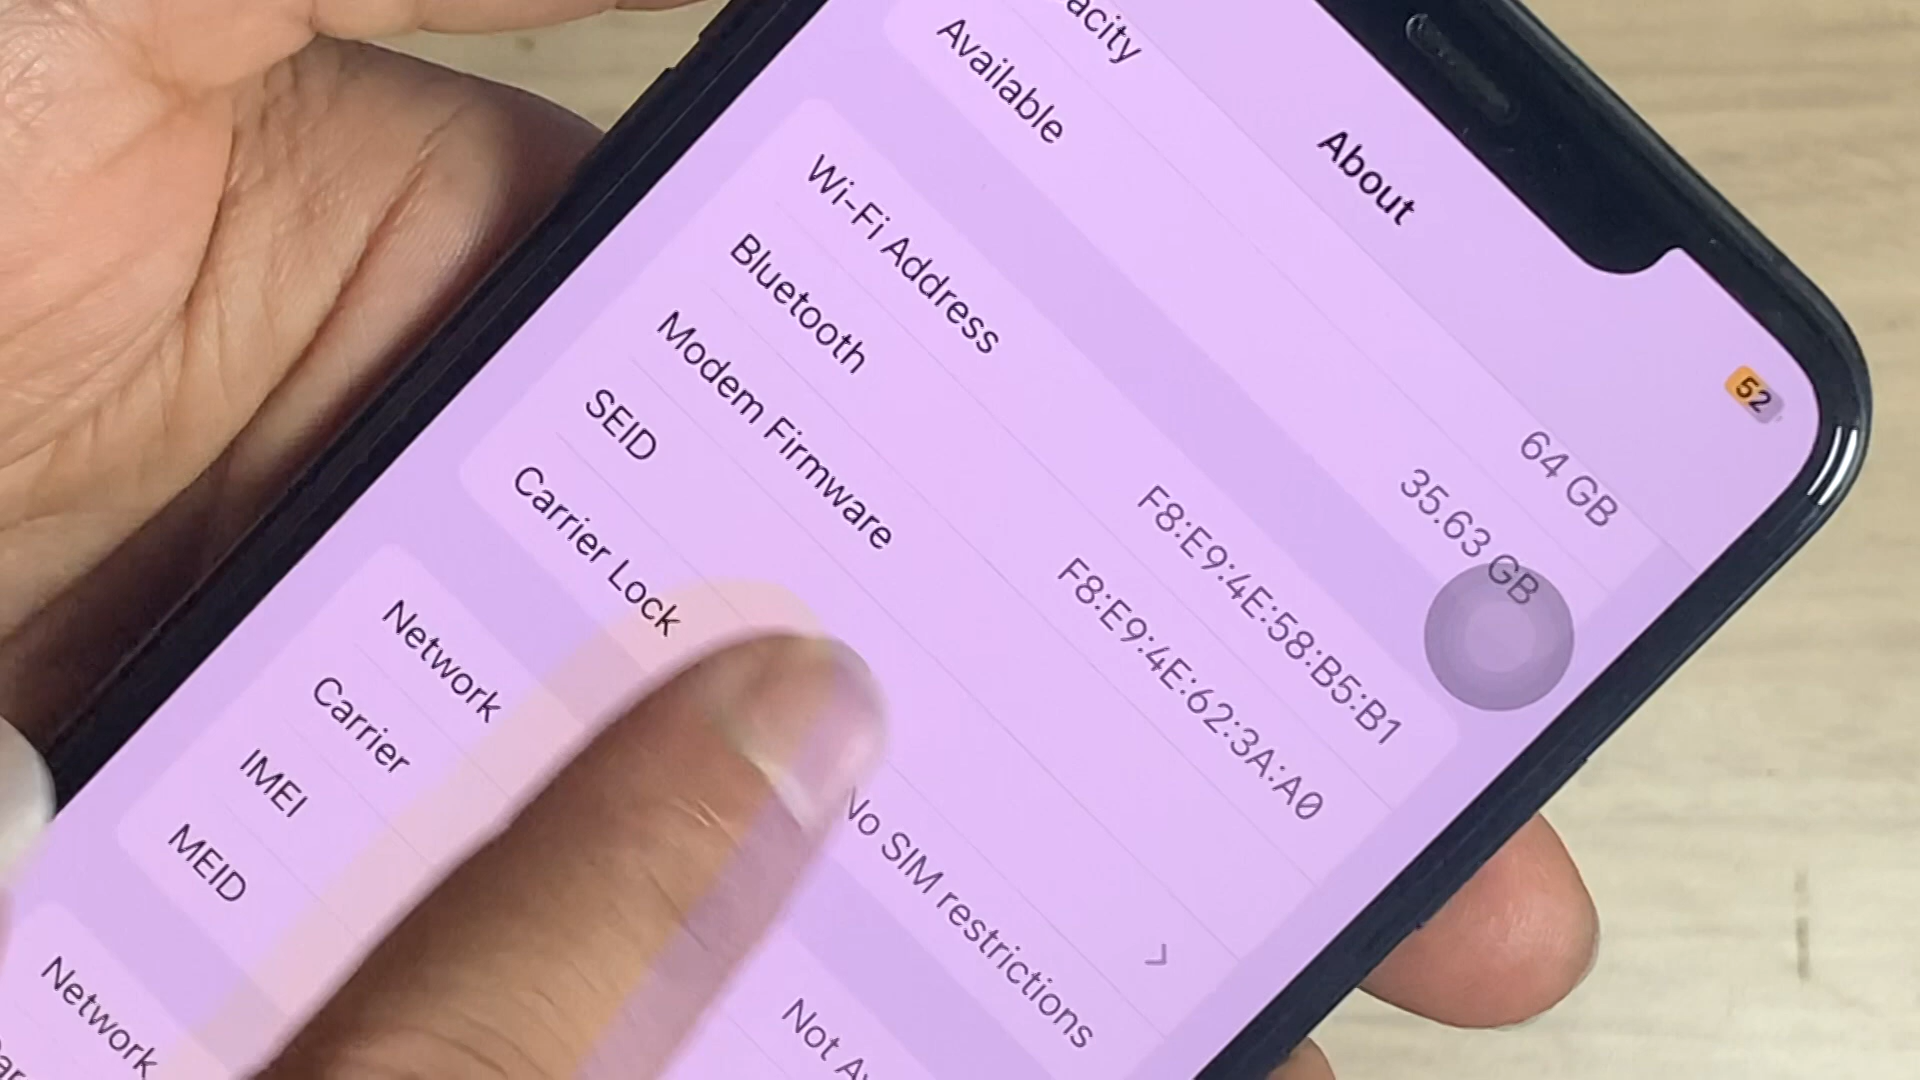 About
52
acity 64 GB
Available 35.63 GB
Wi-Fi Address F8:E9:4E:58:B5:B1
Bluetooth F8:E9:4E:62:3A:A0
Modem Firmware
SEID
Carrier Lock No SIM restrictions
Network Not Av
Carrier
IMEI
MEID
Network